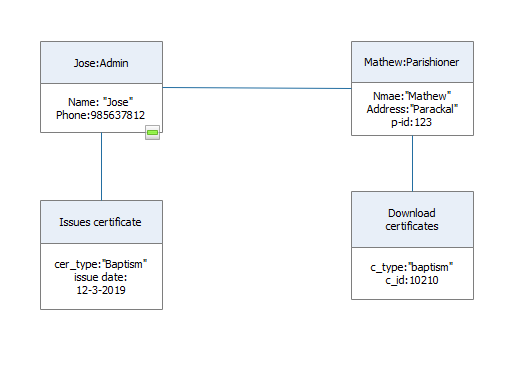 Jose:Admin
Name: "Jose"
Phone:985637812
Mathew:Parishioner
Nmae:"Mathew"
Address:"Parackal"
p-id:123
Issues certificate
cer_type:"Baptism"
issue date:
12-3-2019
Download
certificates
c_type:"baptism"
c_id:10210